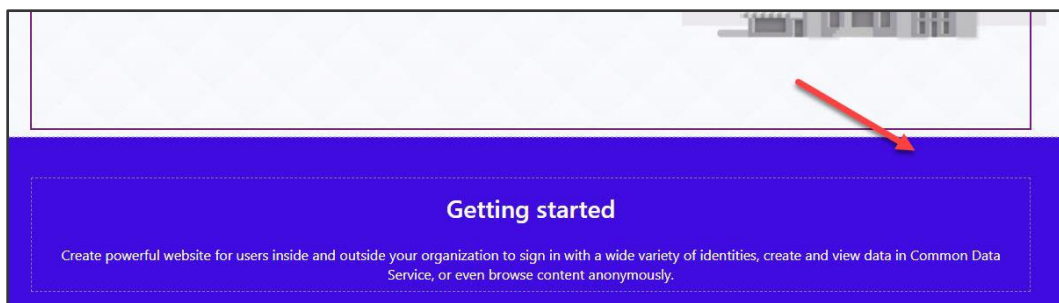 Getting started
Create powerful website for users inside and outside your organization to sign in with a wide variety of identities, create and view data in Common Data
Service, or even browse content anonymously.